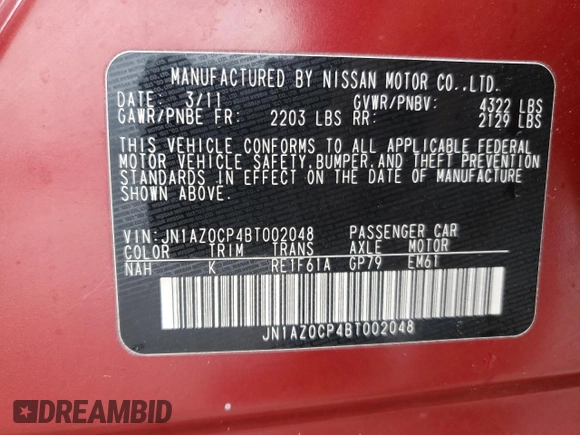 MANUFACTURED BY NISSAN MOTOR CO.,LTD.
DATE: 3/11 GVWR/PNBV: 4322 LBS
GAWR/PNBE FR: 2203 LBS RR: 2129 LBS
THIS VEHICLE CONFORMS TO ALL APPLICABLE FEDERAL
MOTOR VEHICLE SAFETY,BUMPER,AND THEFT PREVENTION
STANDARDS IN EFFECT ON THE DATE OF MANUFACTURE
SHOWN ABOVE.
VIN:JN1AZ0CP4BT002048 PASSENGER CAR
COLOR TRIM TRANS AXLE MOTOR
NAH K RE1F61A GP79 EM61
JN1AZ0CP4BT002048
DREAMBID